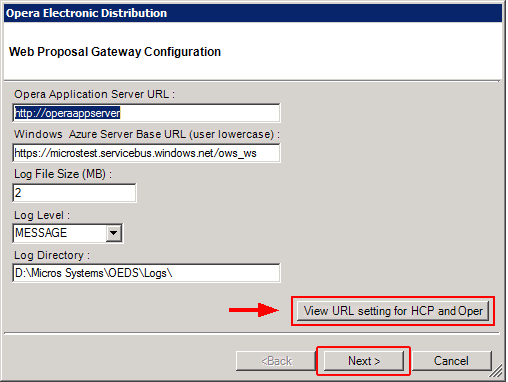 Opera Electronic Distribution
Web Proposal Gateway Configuration
Opera Application Server URL :
http://operaappserver
Windows Azure Server Base URL (user lowercase) :
https://microstest.servicebus.windows.net/ows_ws
Log File Size (MB) :
2
Log Level :
MESSAGE
Log Directory :
D:\Micros Systems\OEDS\Logs\
View URL setting for HCP and Oper
<Back Next > Cancel